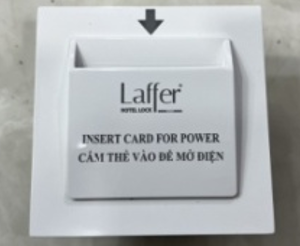 Laffer
HOTEL LOCK
INSERT CARD FOR POWER
CẮM THẺ VÀO ĐỂ MỞ ĐIỆN